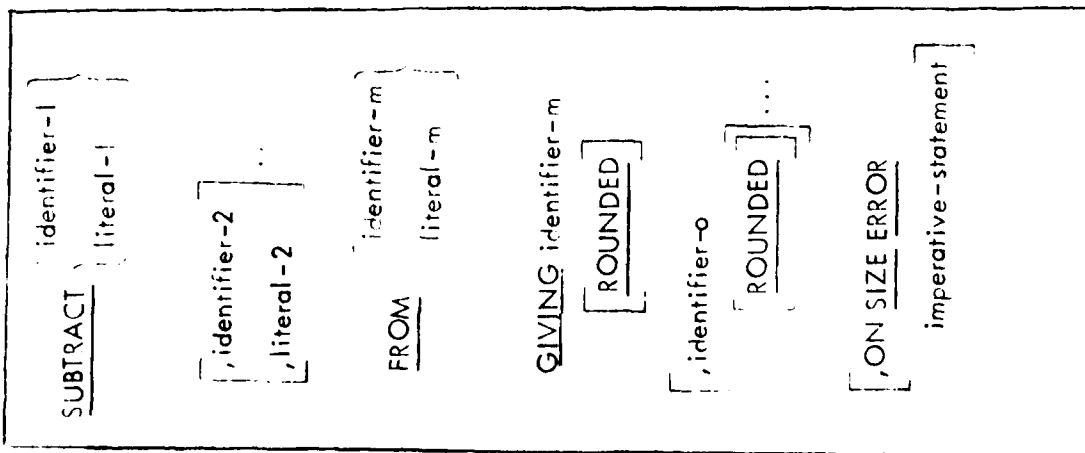 SUBTRACT { identifier-1
literal-1 }
[ ,identifier-2
,literal-2 ] ...
FROM { identifier-m
literal-m }
GIVING identifier-m
[ ROUNDED ]
[ ,identifier-o
[ ROUNDED ] ] ...
[ ,ON SIZE ERROR
imperative-statement ]